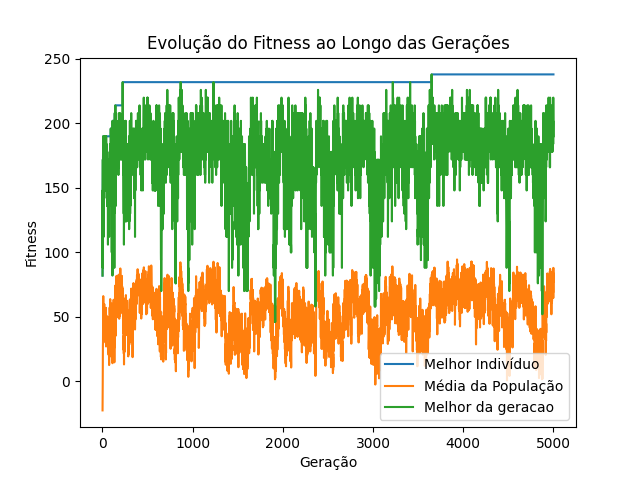 Evolução do Fitness ao Longo das Gerações
250
200
150
100
50
0
Fitness
0
1000
2000
3000
4000
5000
Geração
Melhor Indivíduo
Média da População
Melhor da geracao